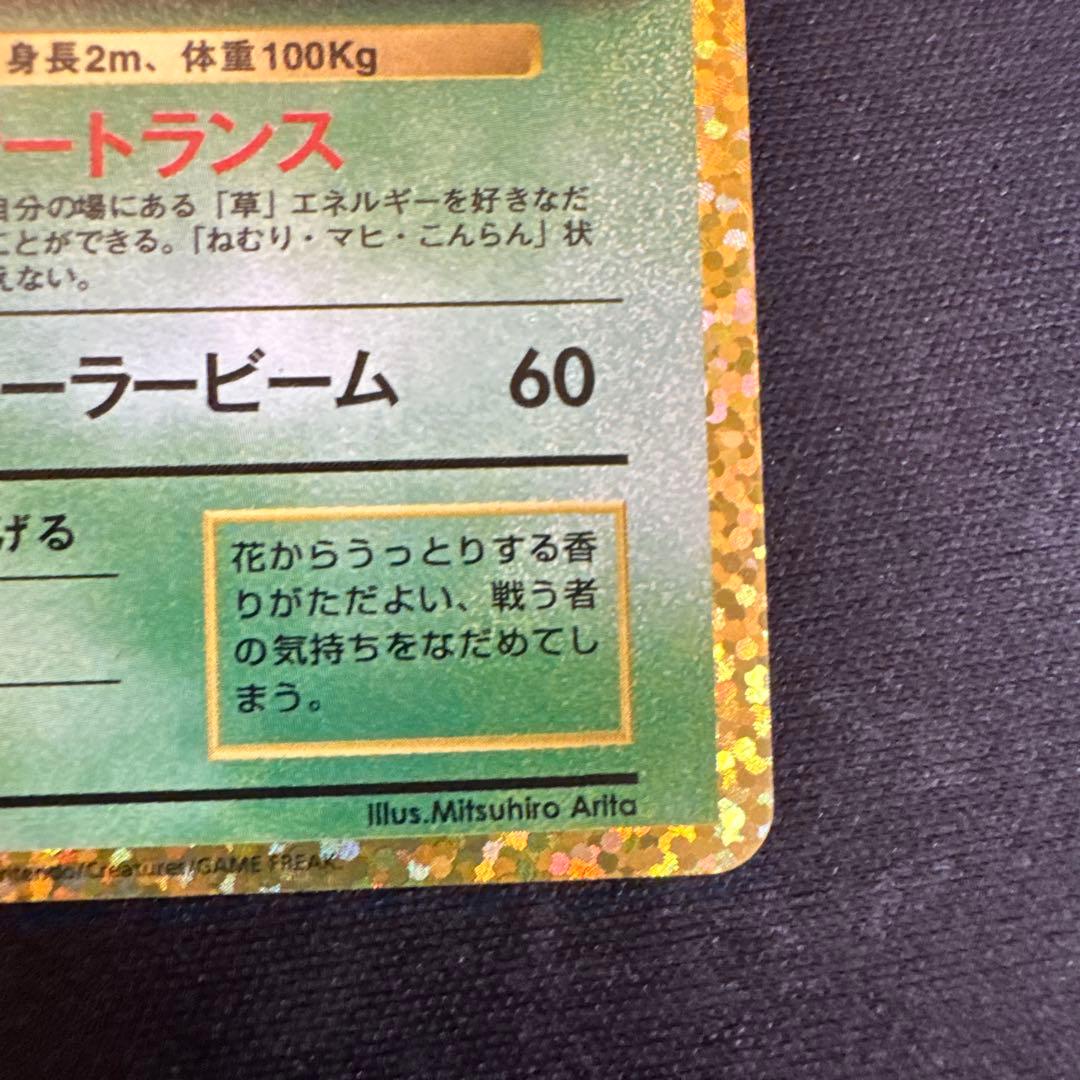 身長2m、体重100Kg
ートランス
自分の場にある「草」エネルギーを好きなだ
ことができる。「ねむり・マヒ・こんらん」状
えない。
ーラービーム 60
げる
花からうっとりする香
りがただよい、戦う者
の気持ちをなだめてし
まう。
Illus.Mitsuhiro Arita
ntendo/Creatures/GAME FREAK.